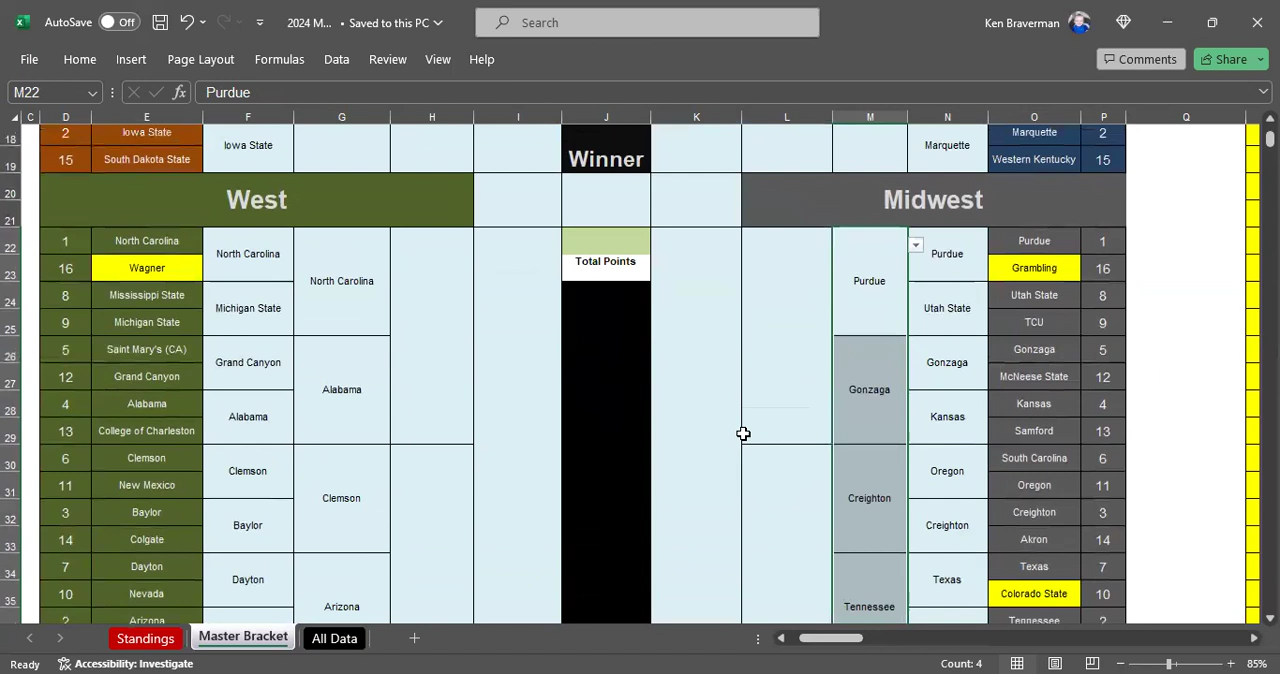 AutoSave Off 2024 M... • Saved to this PC Search Ken Braverman
File Home Insert Page Layout Formulas Data Review View Help Comments Share
M22 fx Purdue
C D E F G H I J K L M N O P Q
18 2 Iowa State Iowa State Marquette Marquette 2
19 15 South Dakota State Winner Western Kentucky 15
20 West Midwest
21
22 1 North Carolina North Carolina Purdue Purdue 1
23 16 Wagner North Carolina Total Points Purdue Grambling 16
24 8 Mississippi State Michigan State Utah State Utah State 8
25 9 Michigan State TCU 9
26 5 Saint Mary's (CA) Grand Canyon Gonzaga Gonzaga 5
27 12 Grand Canyon Alabama Gonzaga McNeese State 12
28 4 Alabama Alabama Kansas Kansas 4
29 13 College of Charleston Samford 13
30 6 Clemson Clemson Oregon South Carolina 6
31 11 New Mexico Clemson Creighton Oregon 11
32 3 Baylor Baylor Creighton Creighton 3
33 14 Colgate Akron 14
34 7 Dayton Dayton Texas Texas 7
35 10 Nevada Arizona Tennessee Colorado State 10
2 Arizona Tennessee 2
Standings Master Bracket All Data
Ready Accessibility: Investigate Count: 4 85%